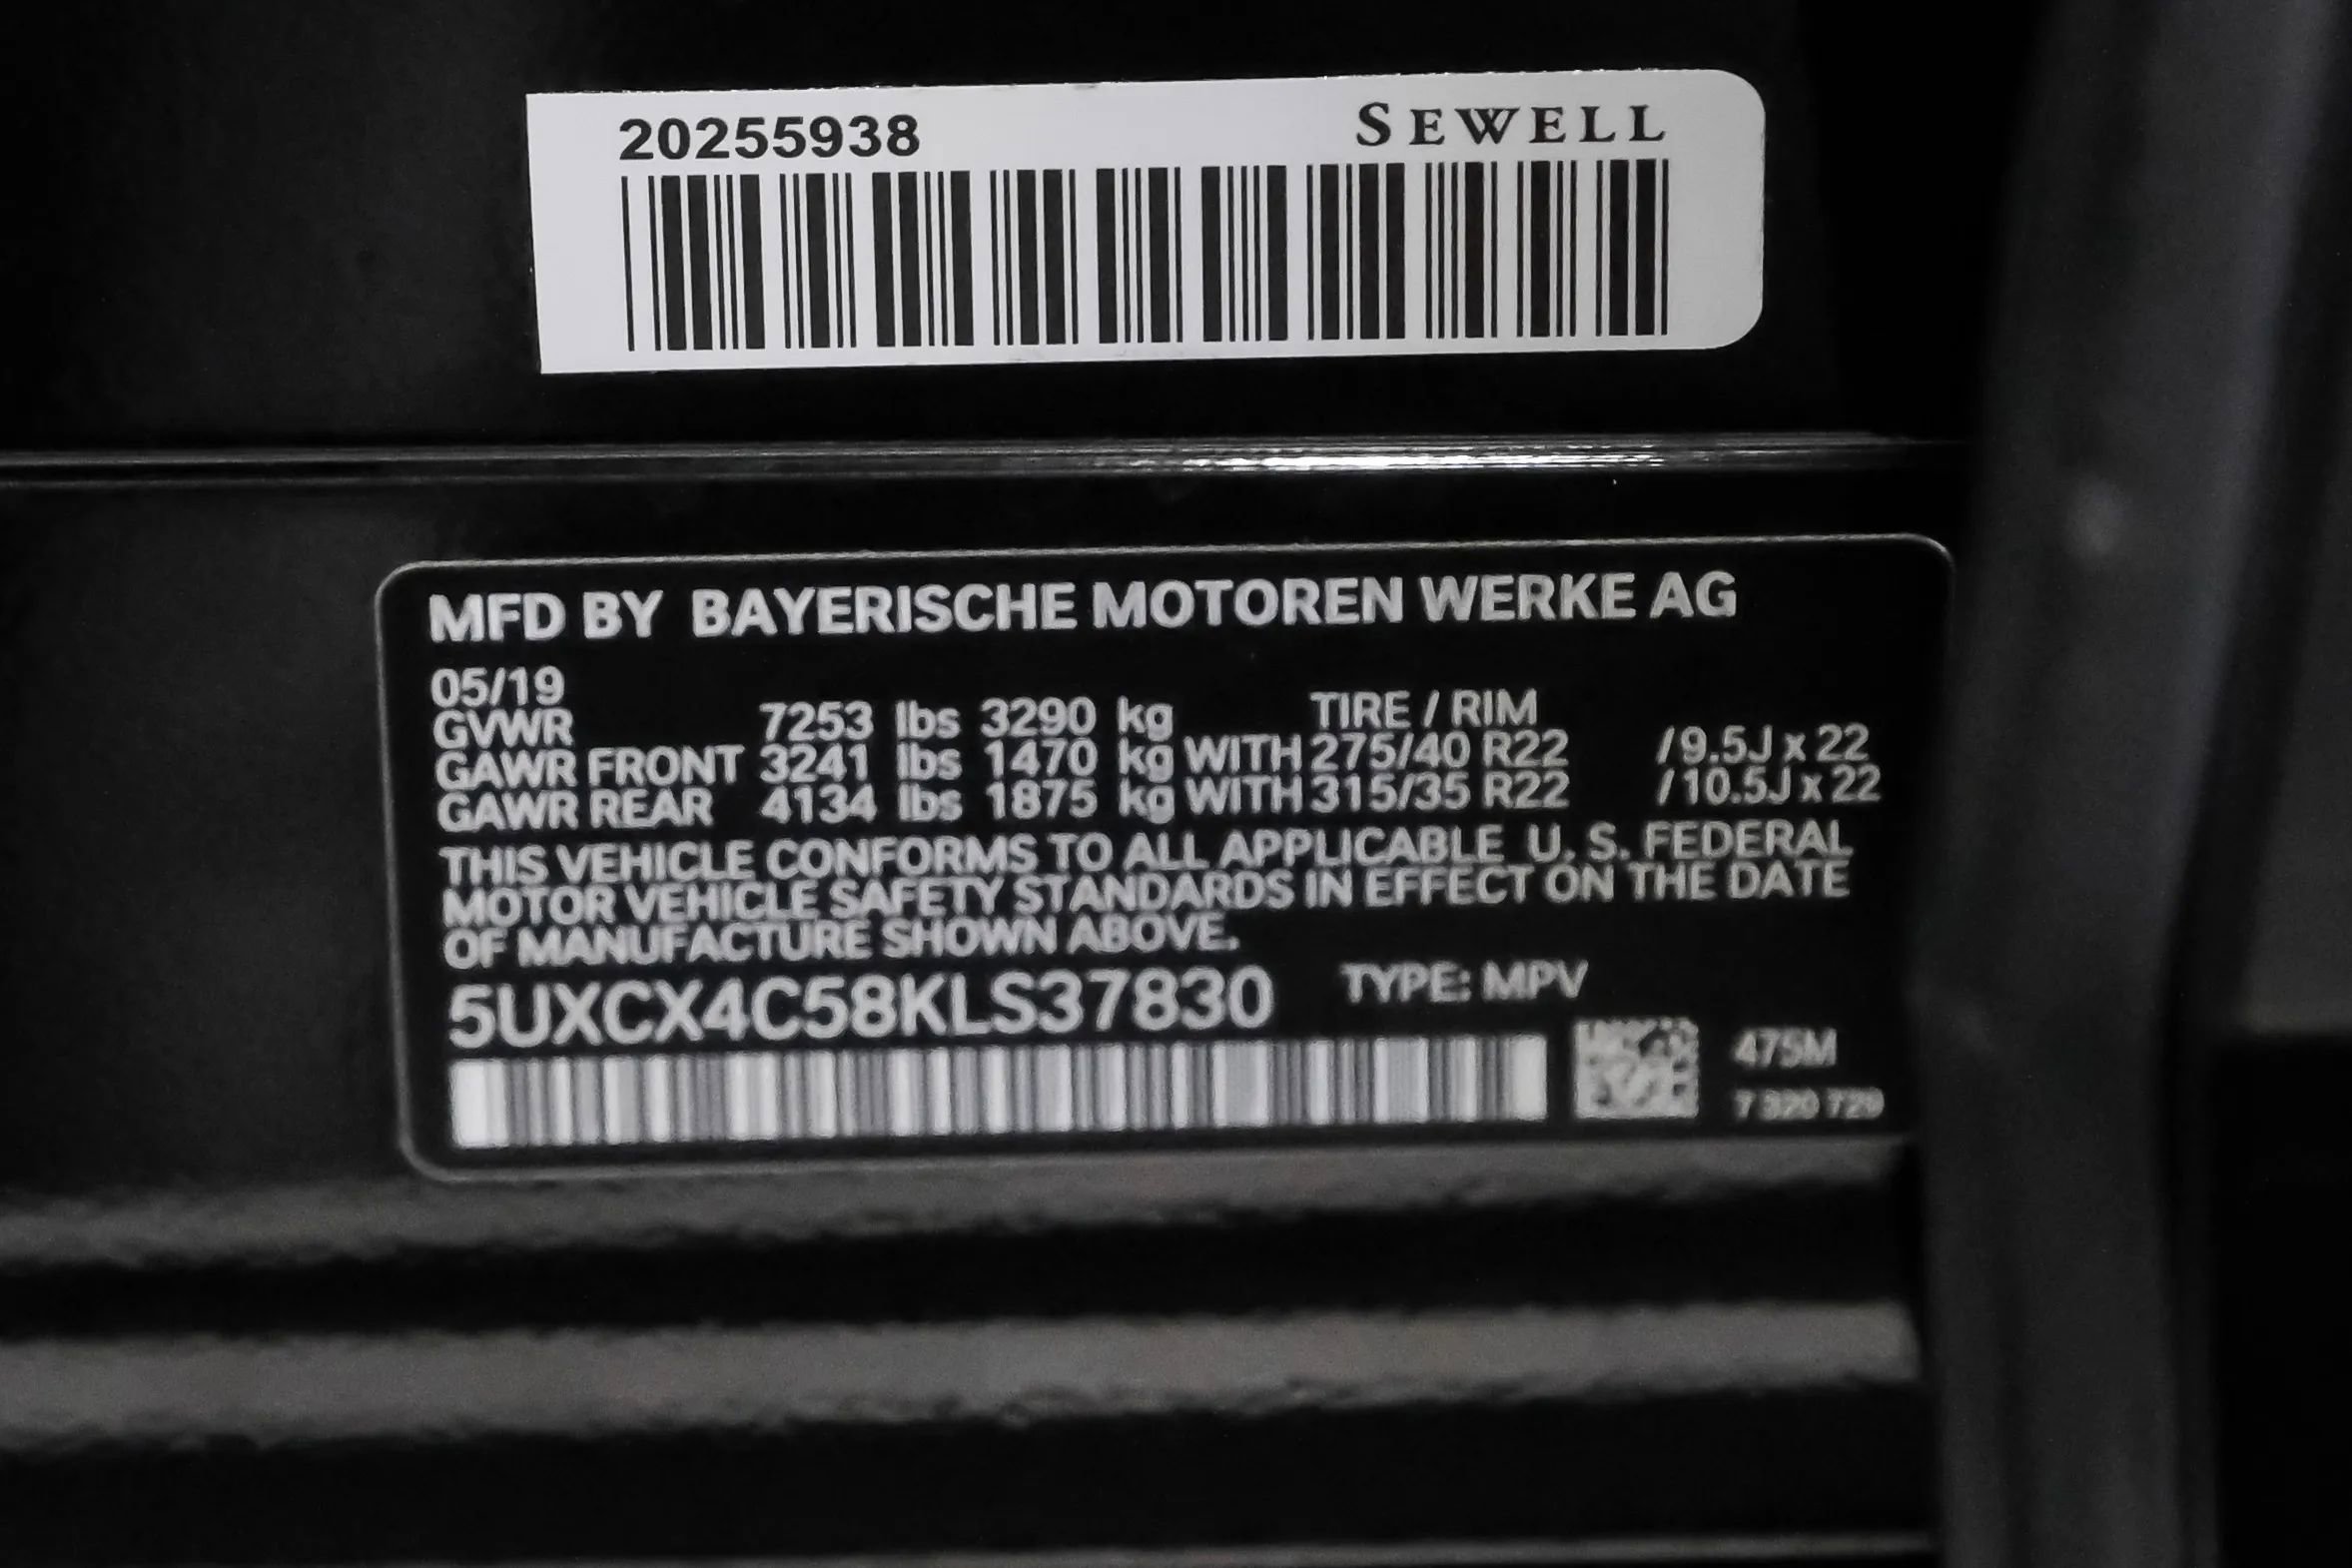 20255938 SEWELL
MFD BY BAYERISCHE MOTOREN WERKE AG
05/19
GVWR 7253 lbs 3290 kg TIRE / RIM
GAWR FRONT 3241 lbs 1470 kg WITH 275/40 R22 /9.5J x 22
GAWR REAR 4134 lbs 1875 kg WITH 315/35 R22 /10.5J x 22
THIS VEHICLE CONFORMS TO ALL APPLICABLE U. S. FEDERAL
MOTOR VEHICLE SAFETY STANDARDS IN EFFECT ON THE DATE
OF MANUFACTURE SHOWN ABOVE.
5UXCX4C58KLS37830 TYPE: MPV
475M
7 320 729